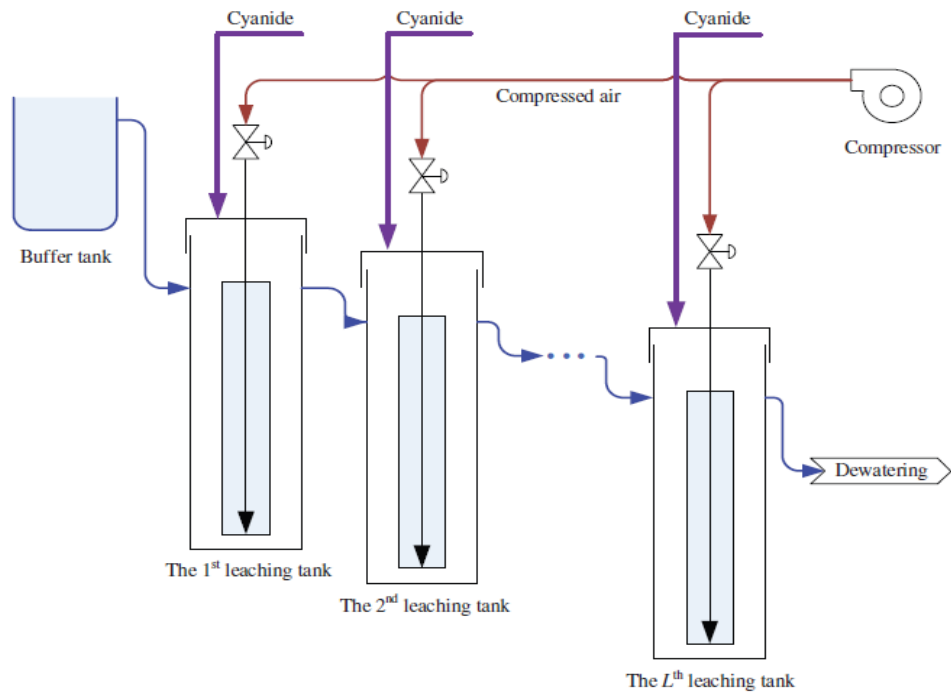 Cyanide
Cyanide
Cyanide
Compressed air
Compressor
Buffer tank
Dewatering
The 1st leaching tank
The 2nd leaching tank
The Lth leaching tank